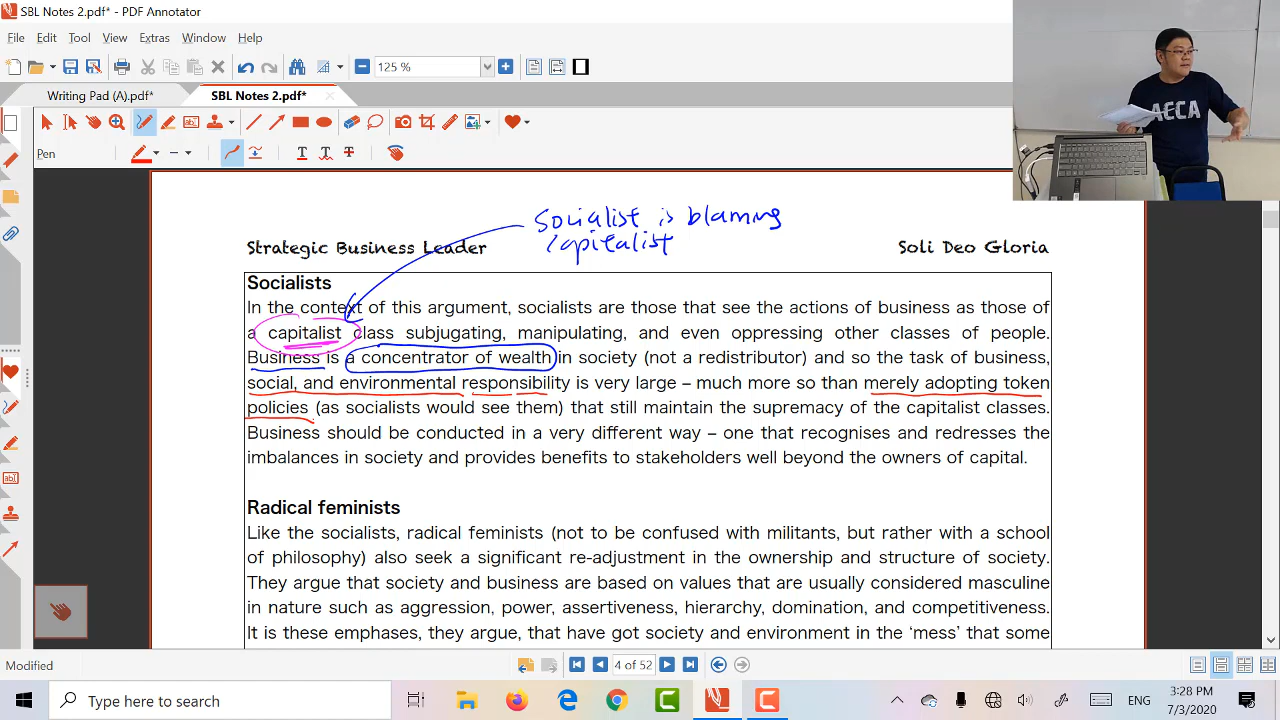 SBL Notes 2.pdf* - PDF Annotator
File Edit Tool View Extras Window Help
125 %
Writing Pad (A).pdf* SBL Notes 2.pdf*
Pen
ACCA
Socialist is blaming
capitalist
Strategic Business Leader Soli Deo Gloria
Socialists
In the context of this argument, socialists are those that see the actions of business as those of
a capitalist class subjugating, manipulating, and even oppressing other classes of people.
Business is a concentrator of wealth in society (not a redistributor) and so the task of business,
social, and environmental responsibility is very large – much more so than merely adopting token
policies (as socialists would see them) that still maintain the supremacy of the capitalist classes.
Business should be conducted in a very different way – one that recognises and redresses the
imbalances in society and provides benefits to stakeholders well beyond the owners of capital.
Radical feminists
Like the socialists, radical feminists (not to be confused with militants, but rather with a school
of philosophy) also seek a significant re-adjustment in the ownership and structure of society.
They argue that society and business are based on values that are usually considered masculine
in nature such as aggression, power, assertiveness, hierarchy, domination, and competitiveness.
It is these emphases, they argue, that have got society and environment in the ‘mess’ that some
Modified 4 of 52
Type here to search
ENG
3:28 PM
7/3/2020